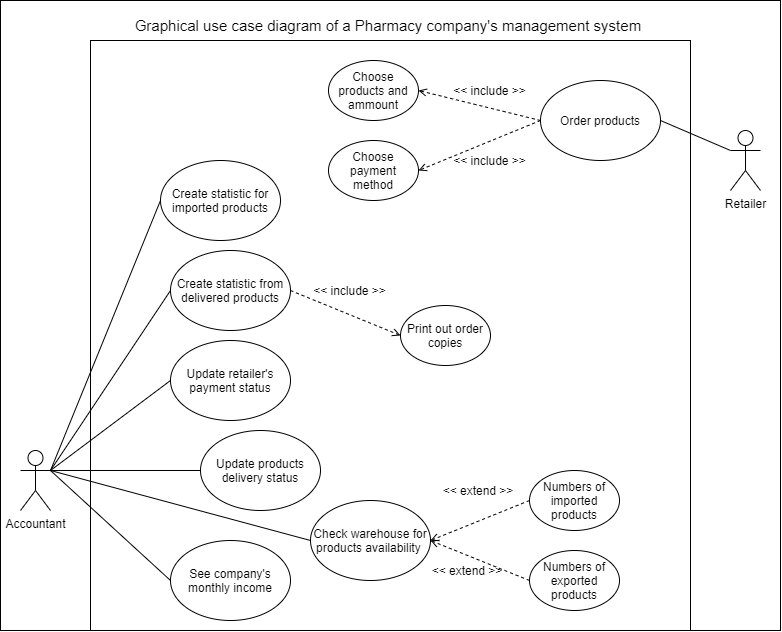 Graphical use case diagram of a Pharmacy company's management system
Choose
products and
ammount
<< include >>
Order products
Choose
payment
method
<< include >>
Retailer
Create statistic for
imported products
Create statistic from
delivered products
<< include >>
Print out order
copies
Update retailer's
payment status
Update products
delivery status
Accountant
Check warehouse for
products availability
<< extend >>
Numbers of
imported
products
<< extend >>
Numbers of
exported
products
See company's
monthly income